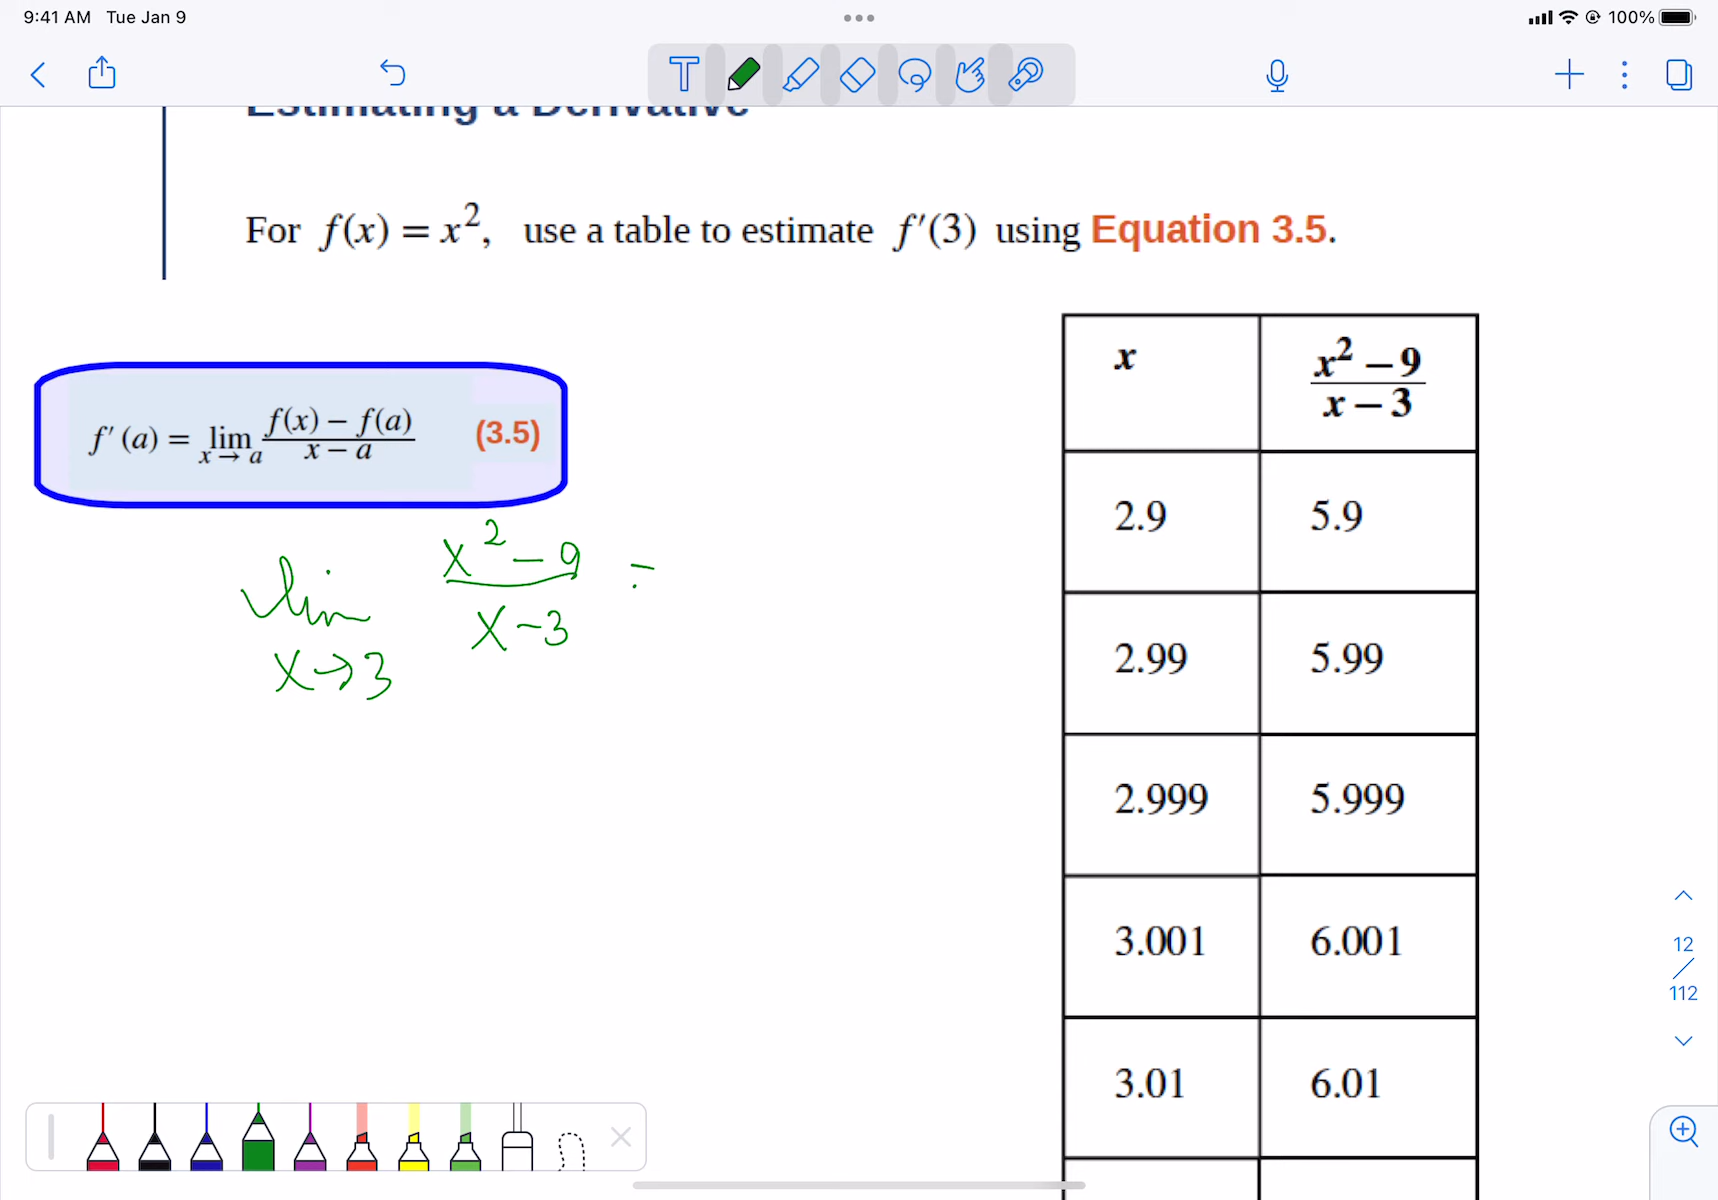 9:41 AM Tue Jan 9
100%
Estimating a Derivative
For f(x) = x², use a table to estimate f′(3) using Equation 3.5.
f′(a) = lim x → a f(x) − f(a) / x − a (3.5)
lim x→3 x² − 9 / x − 3 =
x x² − 9 / x − 3
2.9 5.9
2.99 5.99
2.999 5.999
3.001 6.001
3.01 6.01
12
/
112